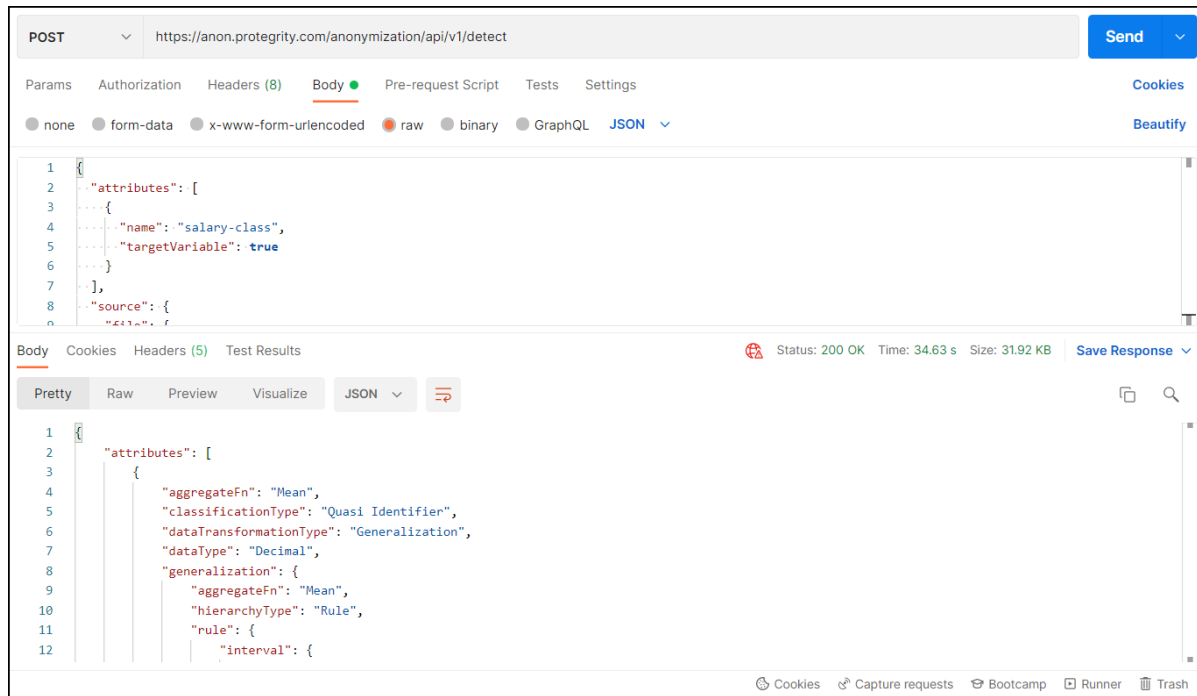 POST https://anon.protegrity.com/anonymization/api/v1/detect Send
Params Authorization Headers (8) Body Pre-request Script Tests Settings Cookies
none form-data x-www-form-urlencoded raw binary GraphQL JSON Beautify
1 {
2 "attributes": [
3 {
4 "name": "salary-class",
5 "targetVariable": true
6 }
7 ],
8 "source": {
9 "file": {
Body Cookies Headers (5) Test Results Status: 200 OK Time: 34.63 s Size: 31.92 KB Save Response
Pretty Raw Preview Visualize JSON
1 {
2 "attributes": [
3 {
4 "aggregateFn": "Mean",
5 "classificationType": "Quasi Identifier",
6 "dataTransformationType": "Generalization",
7 "dataType": "Decimal",
8 "generalization": {
9 "aggregateFn": "Mean",
10 "hierarchyType": "Rule",
11 "rule": {
12 "interval": {
Cookies Capture requests Bootcamp Runner Trash